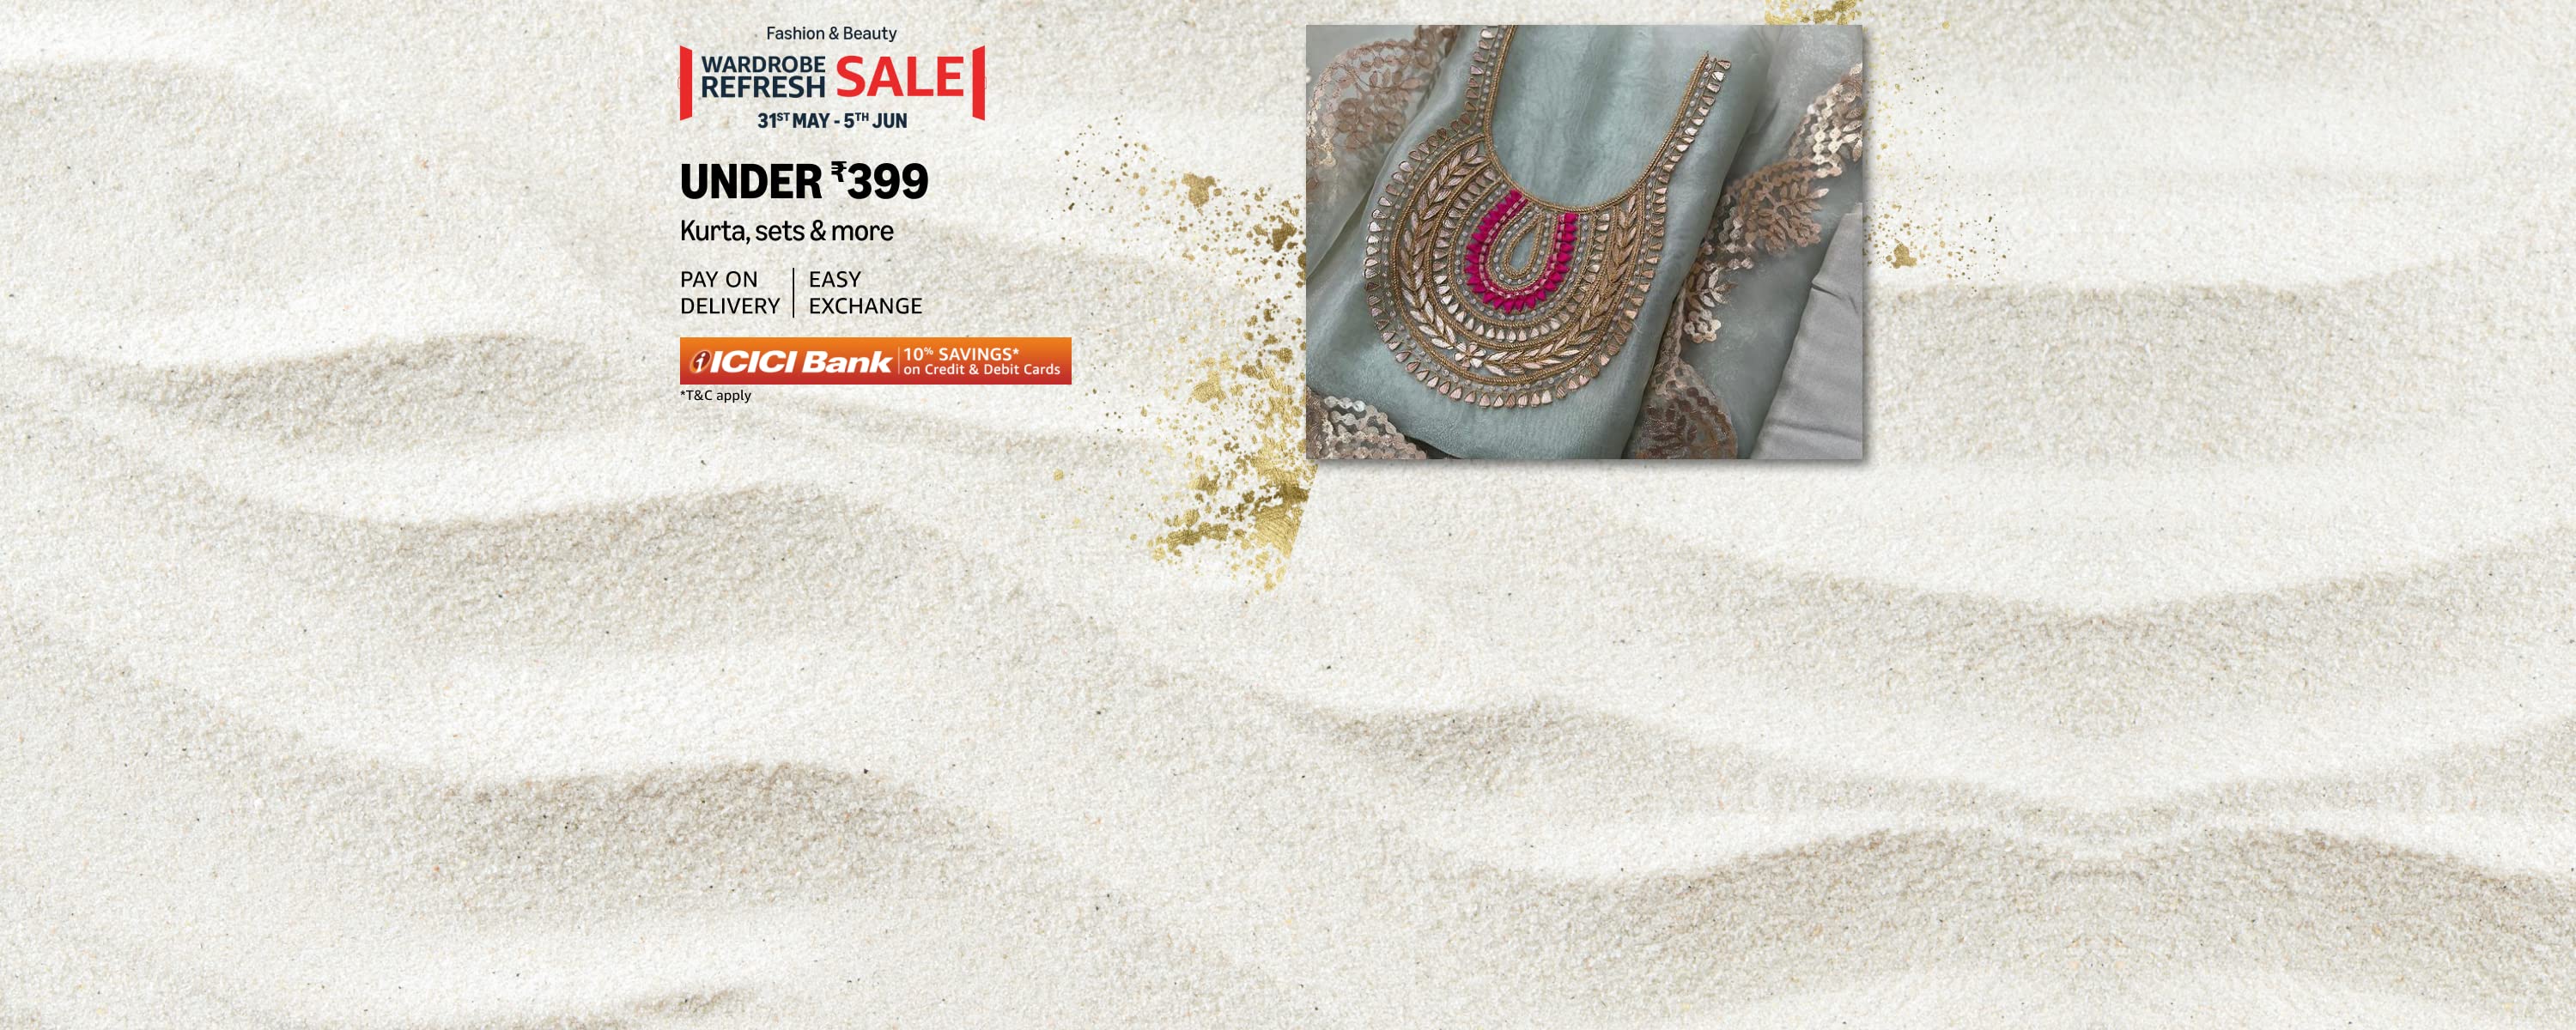 Fashion & Beauty
WARDROBE
REFRESH SALE
31ST MAY - 5TH JUN
UNDER ₹399
Kurta, sets & more
PAY ON
DELIVERY
EASY
EXCHANGE
ICICI Bank
10% SAVINGS*
on Credit & Debit Cards
*T&C apply